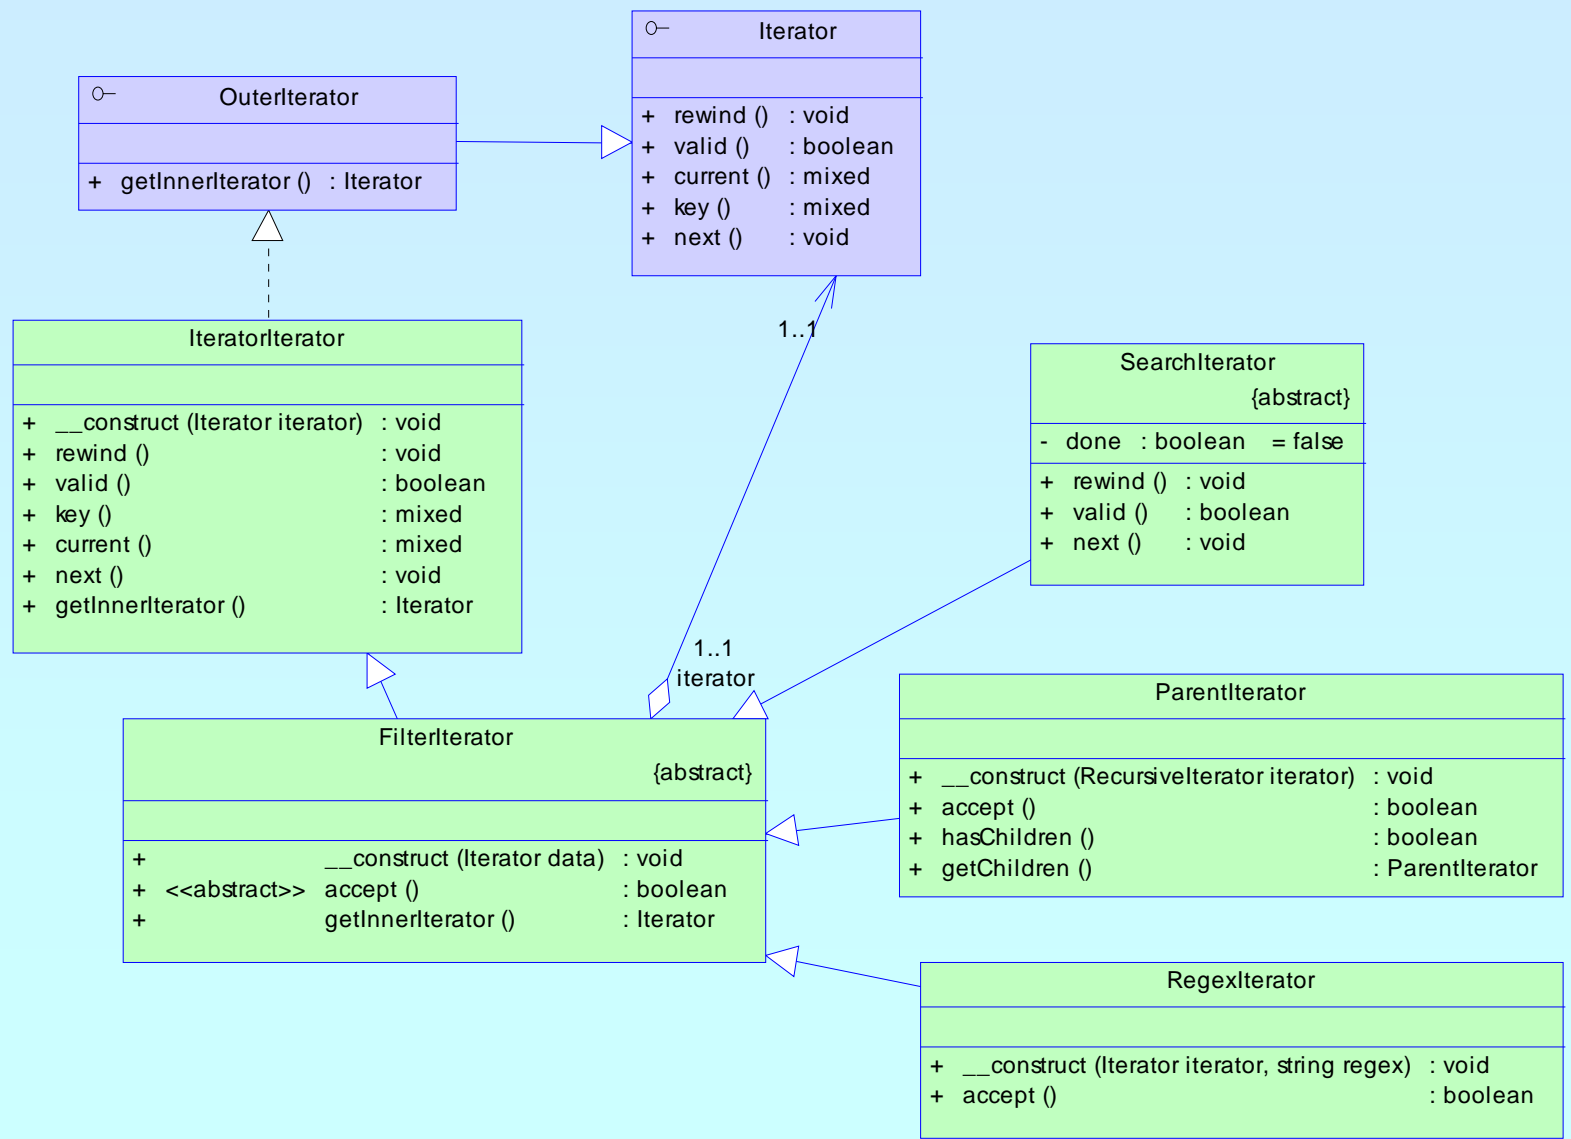 Iterator
+ rewind () : void
+ valid () : boolean
+ current () : mixed
+ key () : mixed
+ next () : void
OuterIterator
+ getInnerIterator () : Iterator
IteratorIterator
+ __construct (Iterator iterator) : void
+ rewind () : void
+ valid () : boolean
+ key () : mixed
+ current () : mixed
+ next () : void
+ getInnerIterator () : Iterator
1..1
SearchIterator
{abstract}
- done : boolean = false
+ rewind () : void
+ valid () : boolean
+ next () : void
1..1
iterator
FilterIterator
{abstract}
+ __construct (Iterator data) : void
+ <<abstract>> accept () : boolean
+ getInnerIterator () : Iterator
ParentIterator
+ __construct (RecursiveIterator iterator) : void
+ accept () : boolean
+ hasChildren () : boolean
+ getChildren () : ParentIterator
RegexIterator
+ __construct (Iterator iterator, string regex) : void
+ accept () : boolean